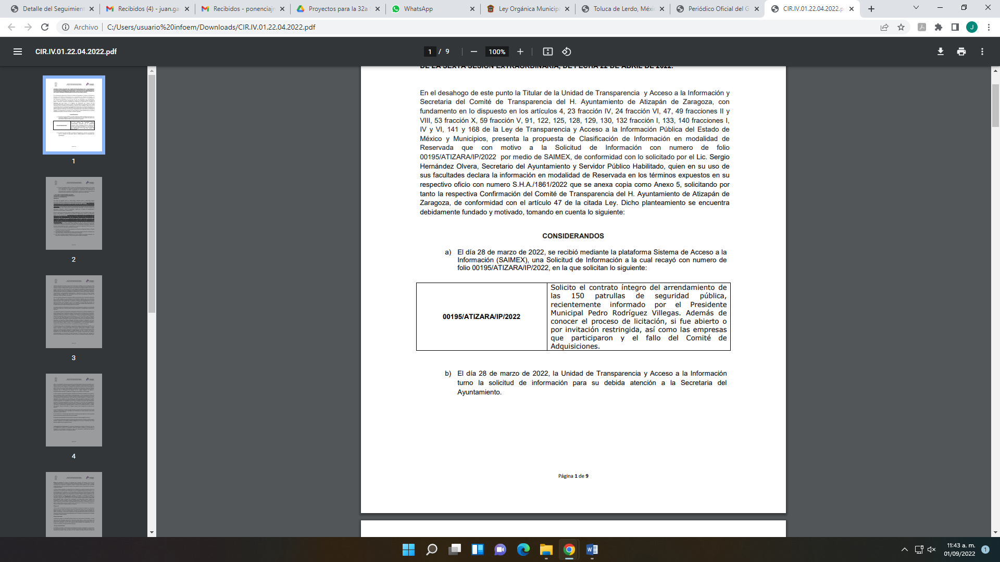 Detalle del Seguimient
Recibidos (4) - juan.ga
Recibidos - ponenciajr
Proyectos para la 32a
WhatsApp
Ley Orgánica Municip
Toluca de Lerdo, Méxi
Periódico Oficial del G
CIR.IV.01.22.04.2022.p
Archivo
C:/Users/usuario%20infoem/Downloads/CIR.IV.01.22.04.2022.pdf
J
CIR.IV.01.22.04.2022.pdf
1 / 9
100%
1
2
3
4
DE LA SEXTA SESIÓN EXTRAORDINARIA, DE FECHA 22 DE ABRIL DE 2022.
En el desahogo de este punto la Titular de la Unidad de Transparencia y Acceso a la Información y
Secretaria del Comité de Transparencia del H. Ayuntamiento de Atizapán de Zaragoza, con
fundamento en lo dispuesto en los artículos 4, 23 fracción IV, 24 fracción VI, 47, 49 fracciones II y
VIII, 53 fracción X, 59 fracción V, 91, 122, 125, 128, 129, 130, 132 fracción I, 133, 140 fracciones I,
IV y VI, 141 y 168 de la Ley de Transparencia y Acceso a la Información Pública del Estado de
México y Municipios, presenta la propuesta de Clasificación de Información en modalidad de
Reservada que con motivo a la Solicitud de Información con numero de folio
00195/ATIZARA/IP/2022 por medio de SAIMEX, de conformidad con lo solicitado por el Lic. Sergio
Hernández Olvera, Secretario del Ayuntamiento y Servidor Público Habilitado, quien en su uso de
sus facultades declara la información en modalidad de Reservada en los términos expuestos en su
respectivo oficio con numero S.H.A./1861/2022 que se anexa copia como Anexo 5, solicitando por
tanto la respectiva Confirmación del Comité de Transparencia del H. Ayuntamiento de Atizapán de
Zaragoza, de conformidad con el artículo 47 de la citada Ley. Dicho planteamiento se encuentra
debidamente fundado y motivado, tomando en cuenta lo siguiente:
CONSIDERANDOS
a) El día 28 de marzo de 2022, se recibió mediante la plataforma Sistema de Acceso a la
Información (SAIMEX), una Solicitud de Información a la cual recayó con numero de
folio 00195/ATIZARA/IP/2022, en la que solicitan lo siguiente:
00195/ATIZARA/IP/2022
Solicito el contrato íntegro del arrendamiento de
las 150 patrullas de seguridad pública,
recientemente informado por el Presidente
Municipal Pedro Rodríguez Villegas. Además de
conocer el proceso de licitación, si fue abierto o
por invitación restringida, así como las empresas
que participaron y el fallo del Comité de
Adquisiciones.
b) El día 28 de marzo de 2022, la Unidad de Transparencia y Acceso a la Información
turno la solicitud de información para su debida atención a la Secretaria del
Ayuntamiento.
Página 1 de 9
11:43 a. m.
01/09/2022
1